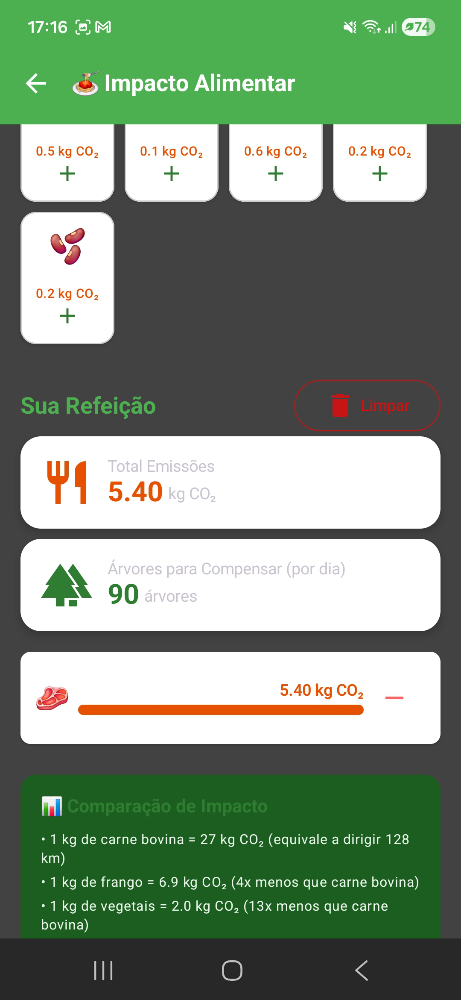 17:16
74
Impacto Alimentar
0.5 kg CO₂ 0.1 kg CO₂ 0.6 kg CO₂ 0.2 kg CO₂
+ + + +
0.2 kg CO₂
+
Sua Refeição
Limpar
Total Emissões
5.40 kg CO₂
Árvores para Compensar (por dia)
90 árvores
5.40 kg CO₂
Comparação de Impacto
• 1 kg de carne bovina = 27 kg CO₂ (equivale a dirigir 128
km)
• 1 kg de frango = 6.9 kg CO₂ (4x menos que carne bovina)
• 1 kg de vegetais = 2.0 kg CO₂ (13x menos que carne
bovina)